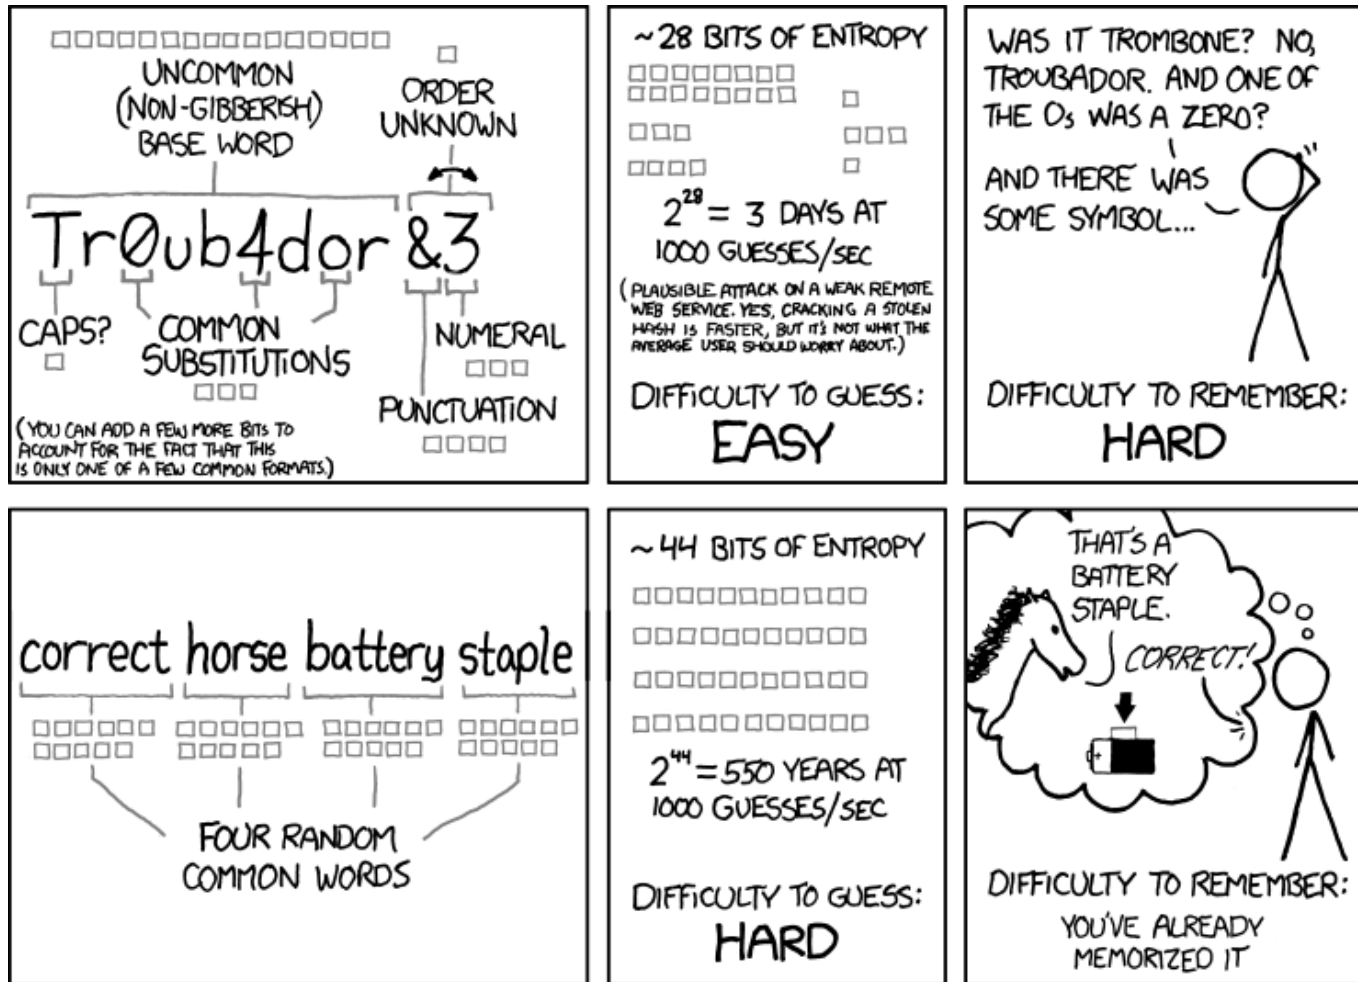 UNCOMMON
(NON-GIBBERISH)
BASE WORD
ORDER
UNKNOWN
Tr0ub4dor &3
CAPS?
COMMON
SUBSTITUTIONS
NUMERAL
PUNCTUATION
(YOU CAN ADD A FEW MORE BITS TO
ACCOUNT FOR THE FACT THAT THIS
IS ONLY ONE OF A FEW COMMON FORMATS.)
~28 BITS OF ENTROPY
2^28 = 3 DAYS AT
1000 GUESSES/SEC
(PLAUSIBLE ATTACK ON A WEAK REMOTE
WEB SERVICE. YES, CRACKING A STOLEN
HASH IS FASTER, BUT IT'S NOT WHAT THE
AVERAGE USER SHOULD WORRY ABOUT.)
DIFFICULTY TO GUESS:
EASY
WAS IT TROMBONE? NO,
TROUBADOR. AND ONE OF
THE Os WAS A ZERO?
AND THERE WAS
SOME SYMBOL...
DIFFICULTY TO REMEMBER:
HARD
correct horse battery staple
FOUR RANDOM
COMMON WORDS
~44 BITS OF ENTROPY
2^44 = 550 YEARS AT
1000 GUESSES/SEC
DIFFICULTY TO GUESS:
HARD
THAT'S A
BATTERY
STAPLE.
CORRECT!
+
DIFFICULTY TO REMEMBER:
YOU'VE ALREADY
MEMORIZED IT